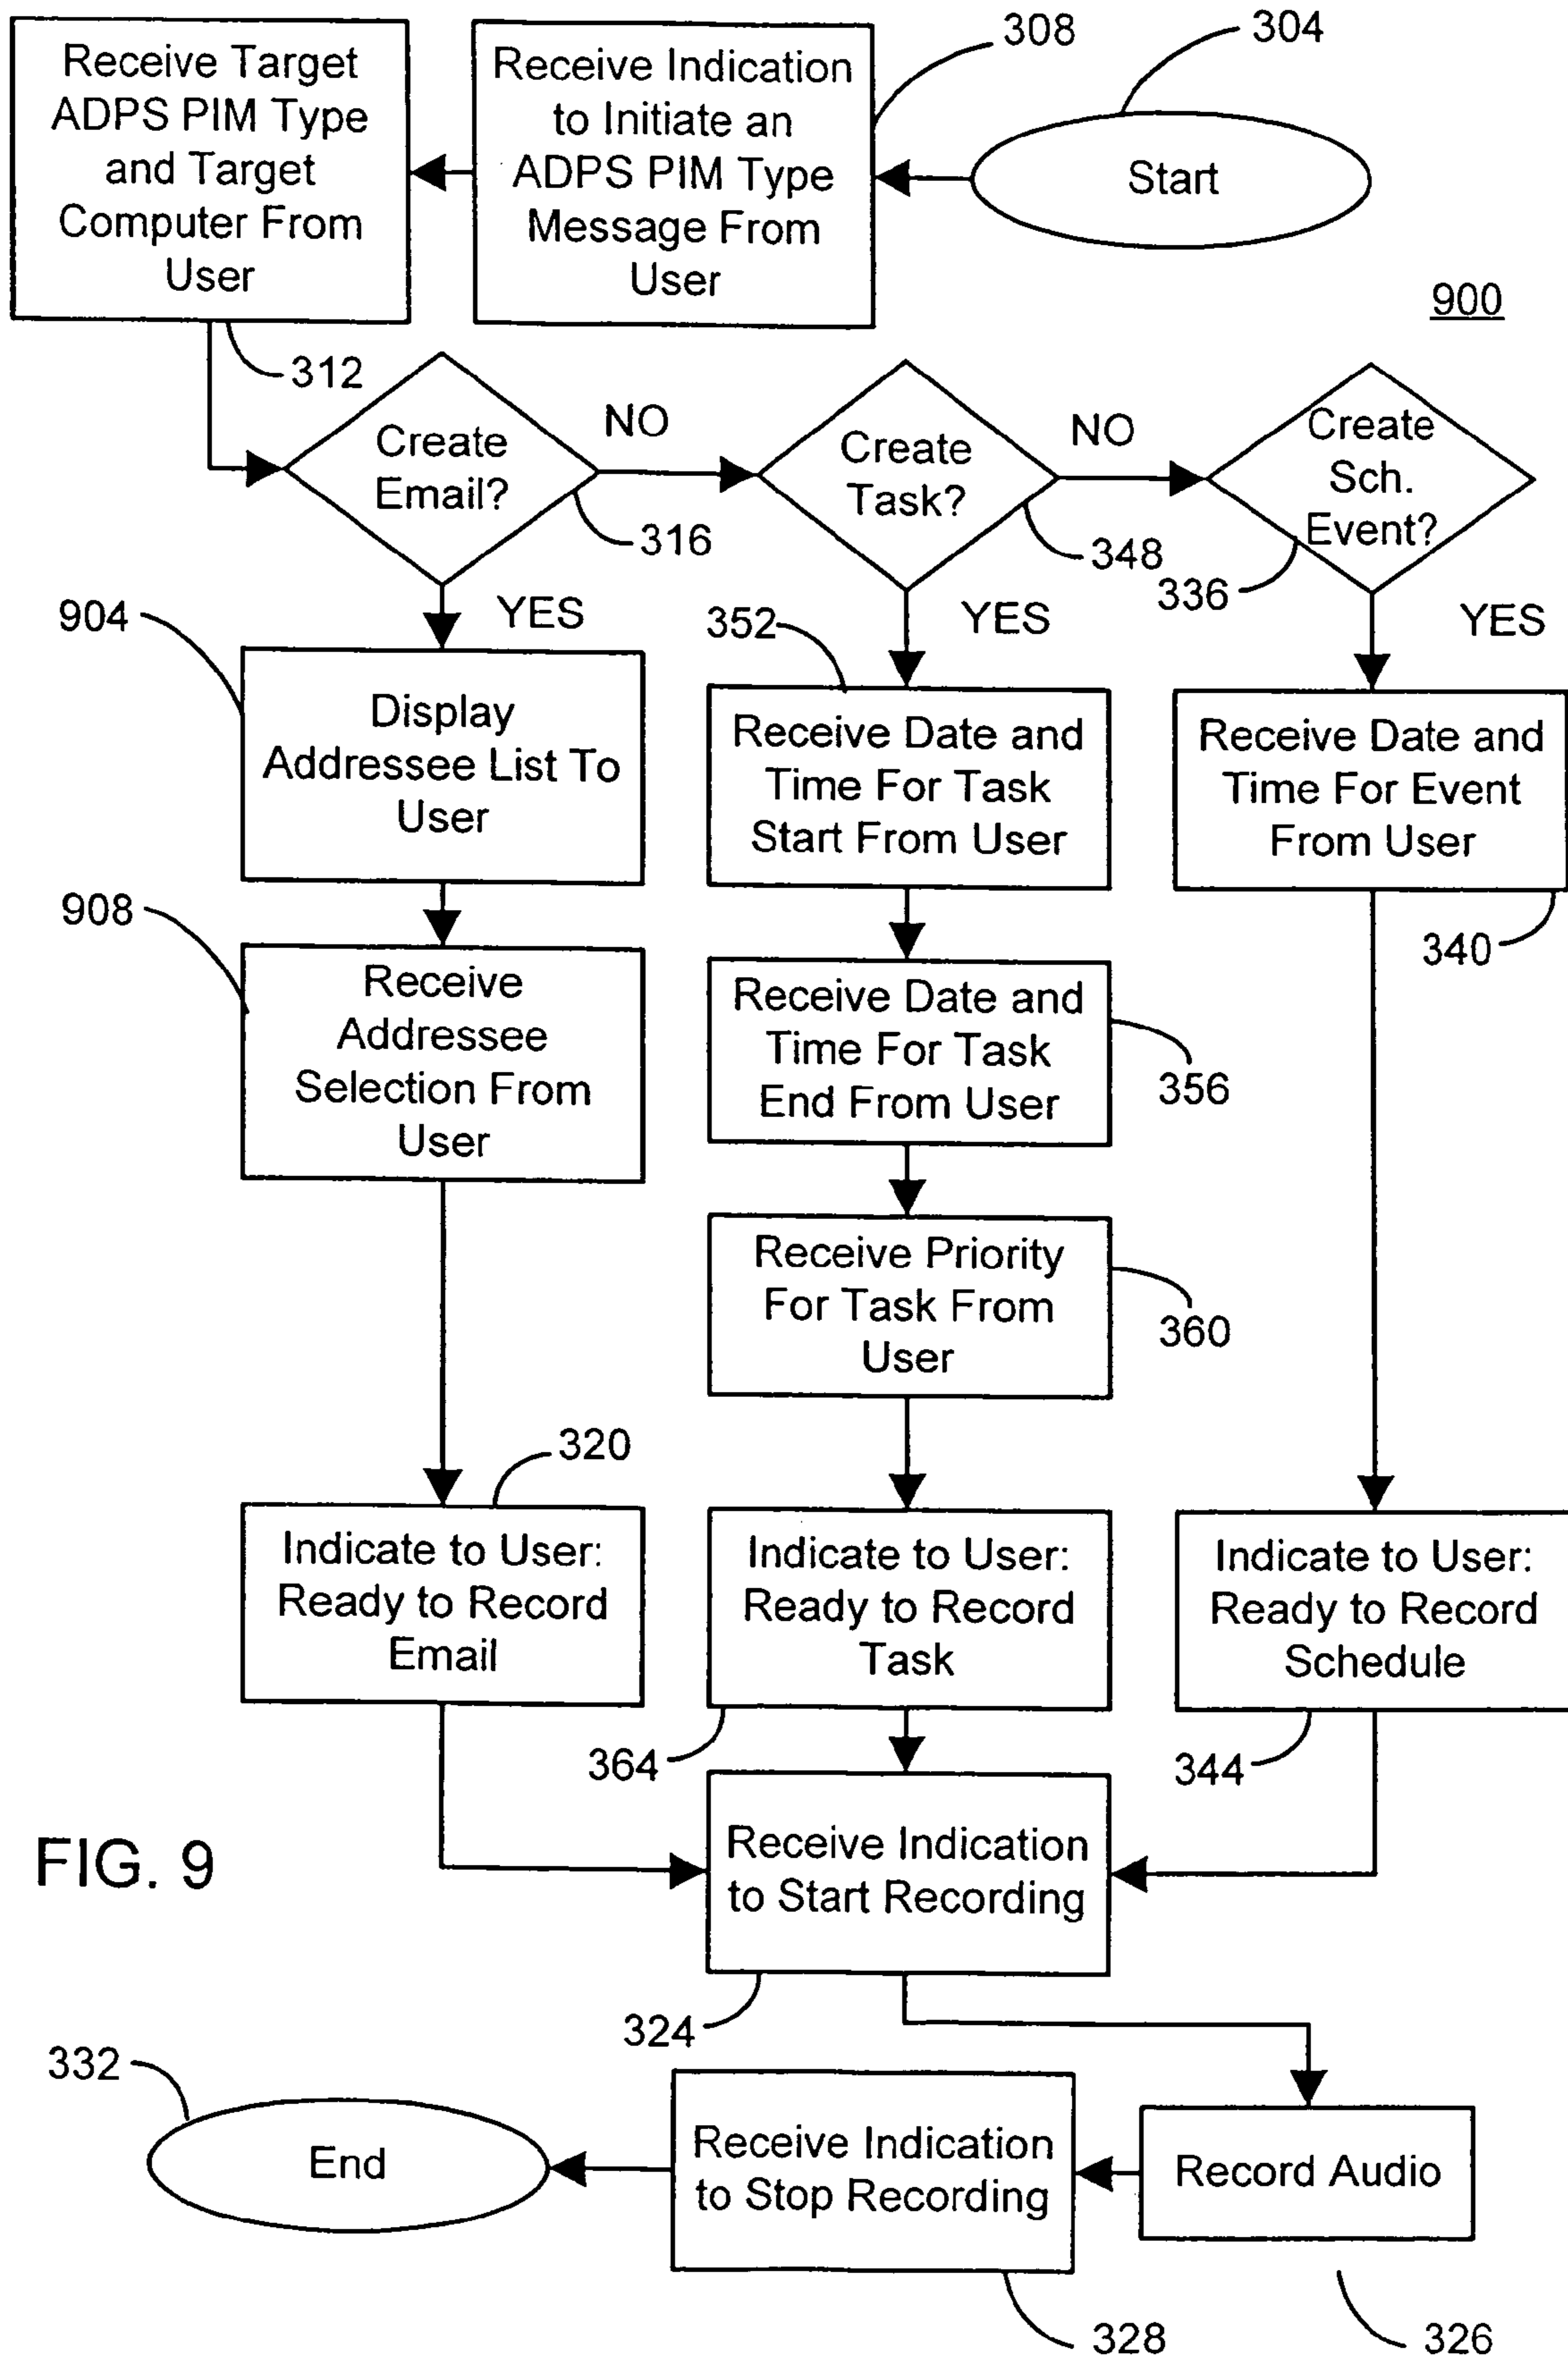 304
308
Receive Target
ADPS PIM Type
and Target
Computer From
User
Receive Indication
to Initiate an
ADPS PIM Type
Message From
User
Start
900
312
Create
Email?
NO
316
Create
Task?
NO
348
Create
Sch.
Event?
336
YES
YES
YES
904
Display
Addressee List To
User
352
Receive Date and
Time For Task
Start From User
Receive Date and
Time For Event
From User
340
908
Receive
Addressee
Selection From
User
Receive Date and
Time For Task
End From User
356
Receive Priority
For Task From
User
360
320
Indicate to User:
Ready to Record
Email
Indicate to User:
Ready to Record
Task
364
Indicate to User:
Ready to Record
Schedule
344
FIG. 9
Receive Indication
to Start Recording
324
332
End
Receive Indication
to Stop Recording
328
Record Audio
326